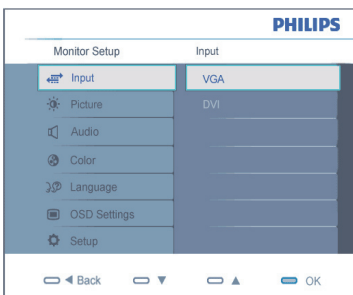 PHILIPS
Monitor Setup
Input
Input
VGA
Picture
DVI
Audio
Color
Language
OSD Settings
Setup
Back
OK